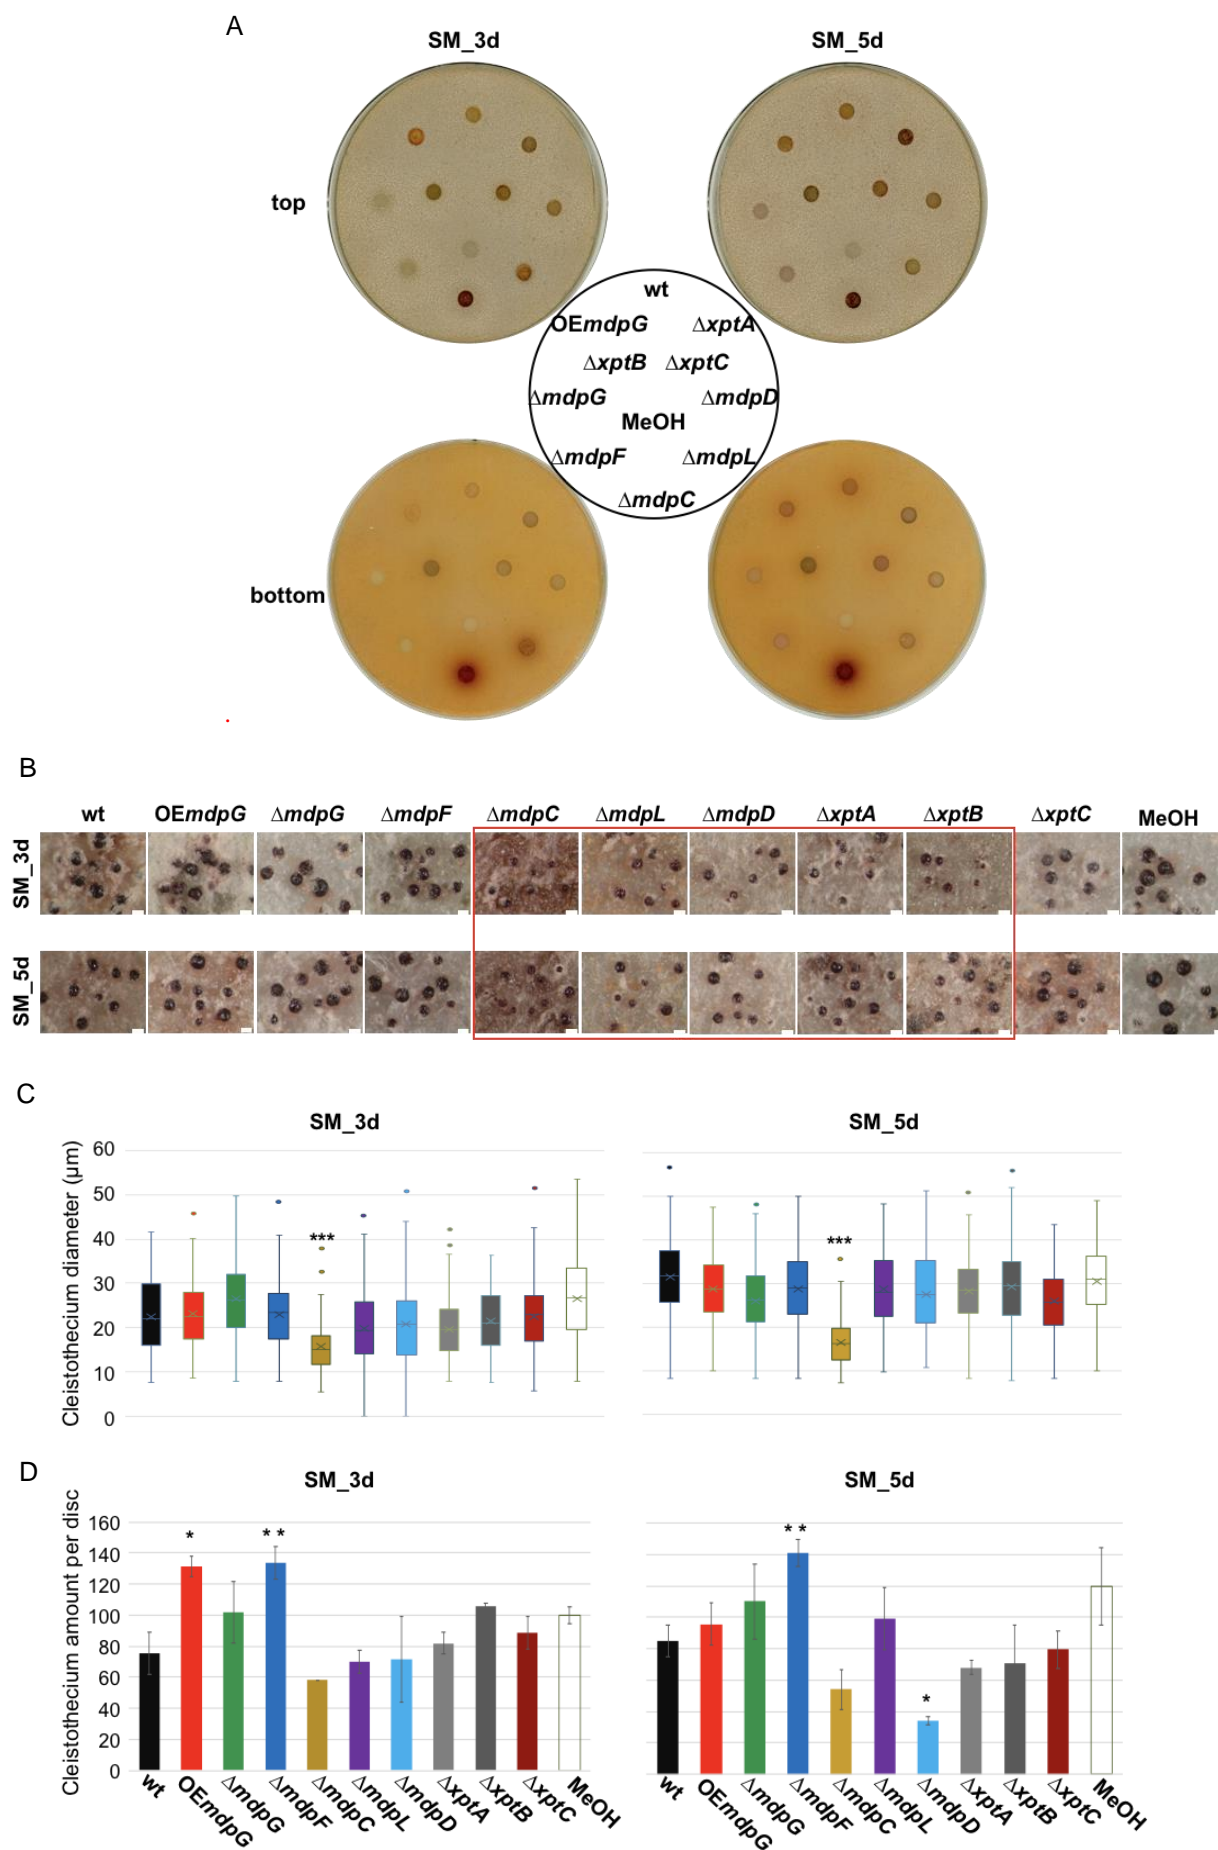 A
SM_3d
SM_5d
top
wt
OEmdpG
ΔxptA
ΔxptB
ΔxptC
ΔmdpG
ΔmdpD
MeOH
ΔmdpF
ΔmdpL
ΔmdpC
bottom
B
wt
OEmdpG
ΔmdpG
ΔmdpF
ΔmdpC
ΔmdpL
ΔmdpD
ΔxptA
ΔxptB
ΔxptC
MeOH
SM_3d
SM_5d
C
SM_3d
SM_5d
Cleistothecium diameter (μm)
60
50
40
30
20
10
0
***
***
D
SM_3d
SM_5d
Cleistothecium amount per disc
160
140
120
100
80
60
40
20
0
*
* *
* *
*
wt
OEmdpG
ΔmdpG
ΔmdpF
ΔmdpC
ΔmdpL
ΔmdpD
ΔxptA
ΔxptB
ΔxptC
MeOH
wt
OEmdpG
ΔmdpG
ΔmdpF
ΔmdpC
ΔmdpL
ΔmdpD
ΔxptA
ΔxptB
ΔxptC
MeOH